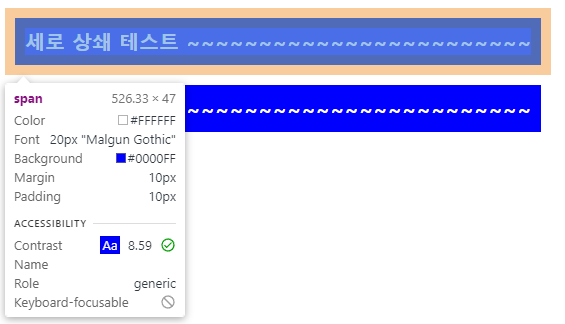 세로 상쇄 테스트 ~~~~~~~~~~~~~~~~~~~~~~~~
~~~~~~~~~~~~~~~~~~~~~~~~
span 526.33 × 47
Color #FFFFFF
Font 20px "Malgun Gothic"
Background #0000FF
Margin 10px
Padding 10px
ACCESSIBILITY
Contrast Aa 8.59
Name
Role generic
Keyboard-focusable